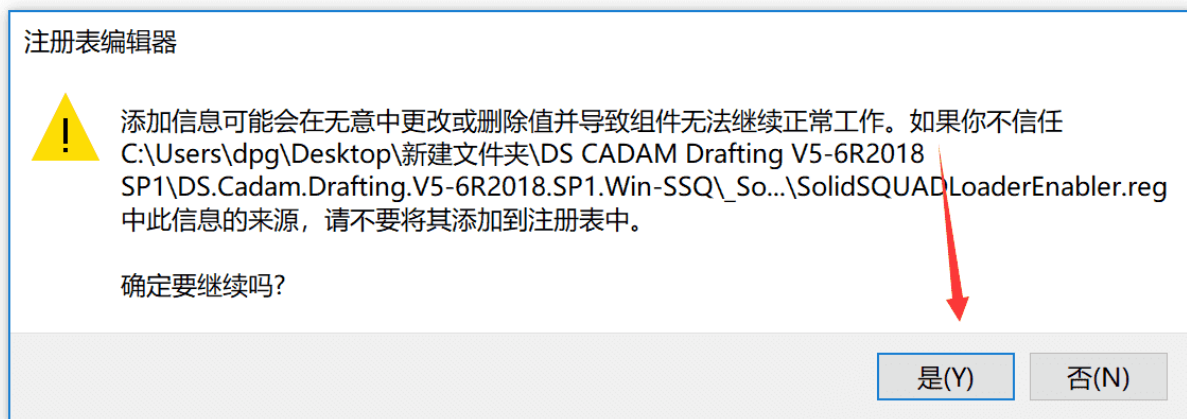 注册表编辑器
添加信息可能会在无意中更改或删除值并导致组件无法继续正常工作。如果你不信任
C:\Users\dpg\Desktop\新建文件夹\DS CADAM Drafting V5-6R2018
SP1\DS.Cadam.Drafting.V5-6R2018.SP1.Win-SSQ\_So...\SolidSQUADLoaderEnabler.reg
中此信息的来源，请不要将其添加到注册表中。
确定要继续吗?
是(Y) 否(N)